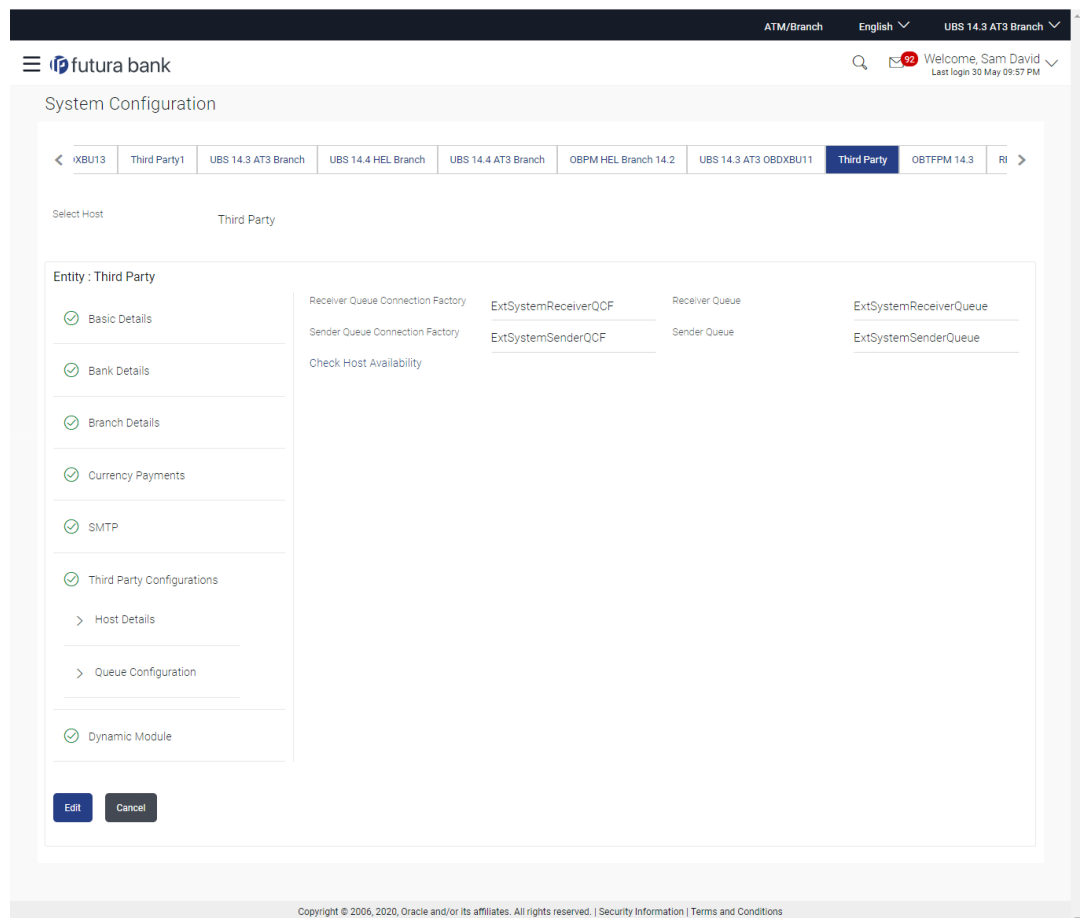 ATM/Branch English UBS 14.3 AT3 Branch
futura bank 92 Welcome, Sam David
Last login 30 May 09:57 PM
System Configuration
XBU13 Third Party1 UBS 14.3 AT3 Branch UBS 14.4 HEL Branch UBS 14.4 AT3 Branch OBPM HEL Branch 14.2 UBS 14.3 AT3 OBDXBU11 Third Party OBTFPM 14.3
Select Host Third Party
Entity : Third Party
Receiver Queue Connection Factory ExtSystemReceiverQCF Receiver Queue ExtSystemReceiverQueue
Sender Queue Connection Factory ExtSystemSenderQCF Sender Queue ExtSystemSenderQueue
Check Host Availability
Basic Details
Bank Details
Branch Details
Currency Payments
SMTP
Third Party Configurations
Host Details
Queue Configuration
Dynamic Module
Edit Cancel
Copyright © 2006, 2020, Oracle and/or its affiliates. All rights reserved. | Security Information | Terms and Conditions